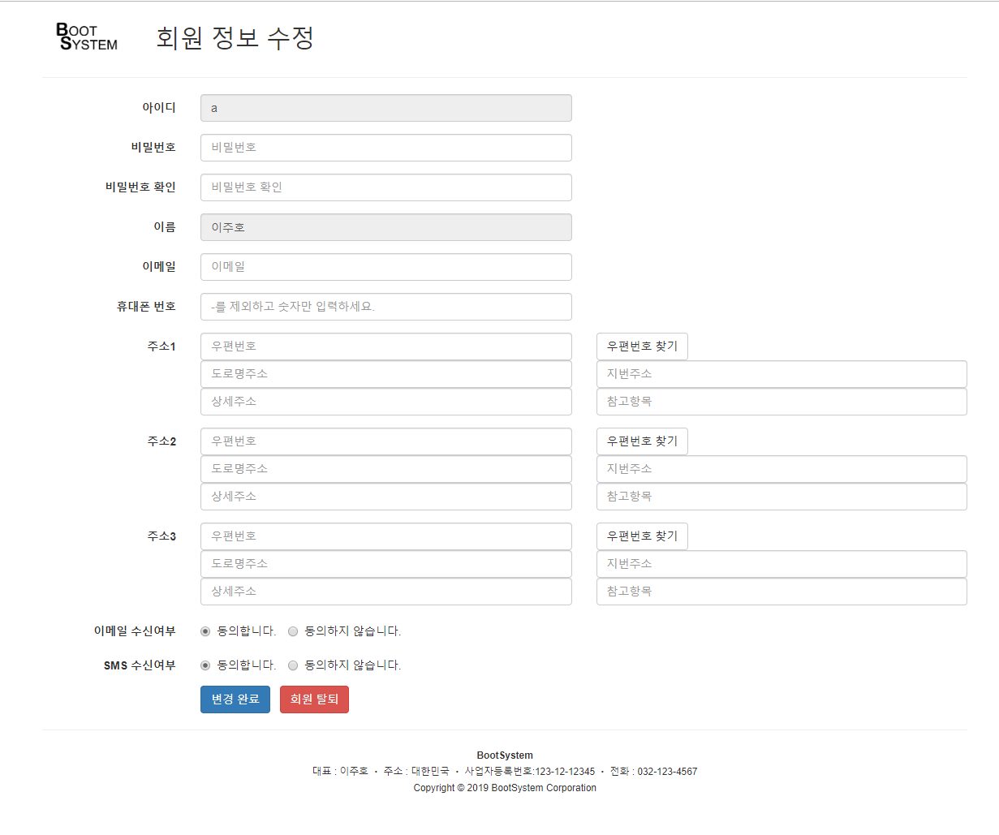 BOOT
SYSTEM
회원 정보 수정
아이디 a
비밀번호 비밀번호
비밀번호 확인 비밀번호 확인
이름 이주호
이메일 이메일
휴대폰 번호 -를 제외하고 숫자만 입력하세요.
주소1 우편번호 우편번호 찾기
도로명주소 지번주소
상세주소 참고항목
주소2 우편번호 우편번호 찾기
도로명주소 지번주소
상세주소 참고항목
주소3 우편번호 우편번호 찾기
도로명주소 지번주소
상세주소 참고항목
이메일 수신여부 동의합니다. 동의하지 않습니다.
SMS 수신여부 동의합니다. 동의하지 않습니다.
변경 완료 회원 탈퇴
BootSystem
대표 : 이주호 ・ 주소 : 대한민국 ・ 사업자등록번호:123-12-12345 ・ 전화 : 032-123-4567
Copyright © 2019 BootSystem Corporation